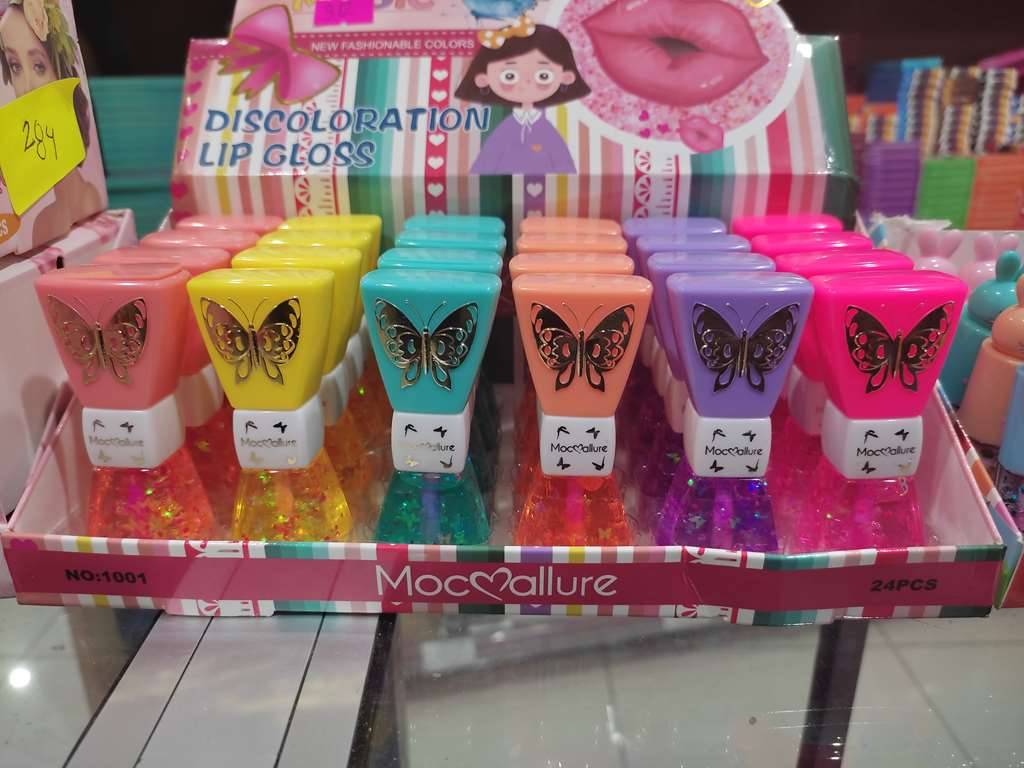 284
NEW FASHIONABLE COLORS
DISCOLORATION
LIP GLOSS
Mocallure
Mocallure
Mocallure
Mocallure
Mocallure
NO:1001
Mocallure
24PCS